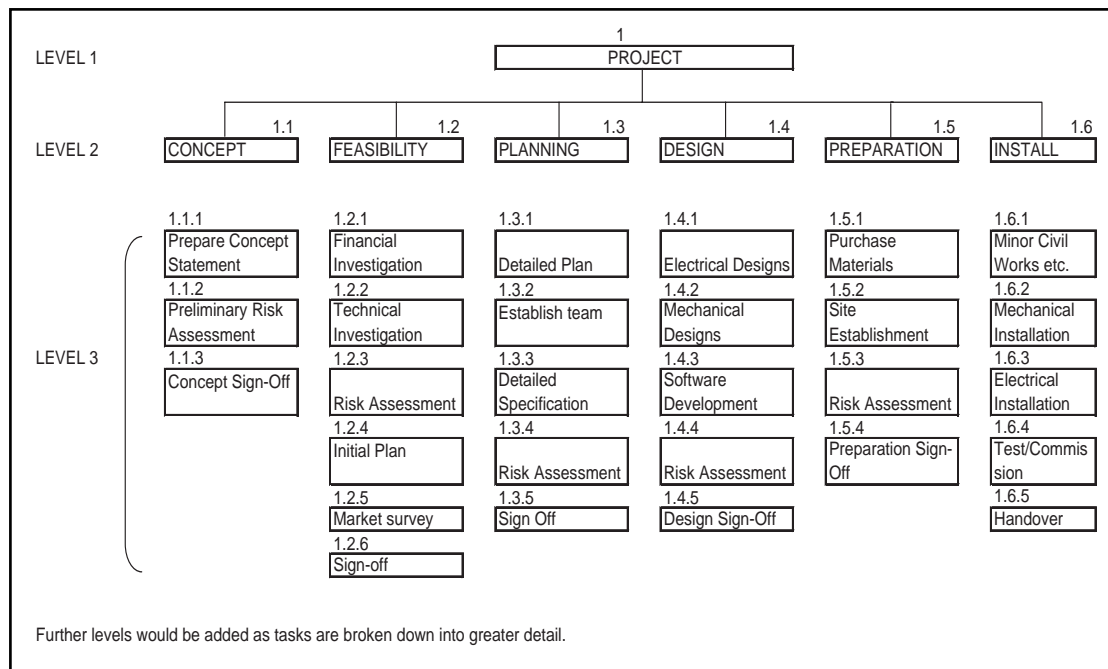 1
LEVEL 1
PROJECT
1.1
1.2
1.3
1.4
1.5
1.6
LEVEL 2
CONCEPT
FEASIBILITY
PLANNING
DESIGN
PREPARATION
INSTALL
LEVEL 3
1.1.1
Prepare Concept
Statement
1.1.2
Preliminary Risk
Assessment
1.1.3
Concept Sign-Off
1.2.1
Financial
Investigation
1.2.2
Technical
Investigation
1.2.3
Risk Assessment
1.2.4
Initial Plan
1.2.5
Market survey
1.2.6
Sign-off
1.3.1
Detailed Plan
1.3.2
Establish team
1.3.3
Detailed
Specification
1.3.4
Risk Assessment
1.3.5
Sign Off
1.4.1
Electrical Designs
1.4.2
Mechanical
Designs
1.4.3
Software
Development
1.4.4
Risk Assessment
1.4.5
Design Sign-Off
1.5.1
Purchase
Materials
1.5.2
Site
Establishment
1.5.3
Risk Assessment
1.5.4
Preparation Sign-
Off
1.6.1
Minor Civil
Works etc.
1.6.2
Mechanical
Installation
1.6.3
Electrical
Installation
1.6.4
Test/Commis
sion
1.6.5
Handover
Further levels would be added as tasks are broken down into greater detail.